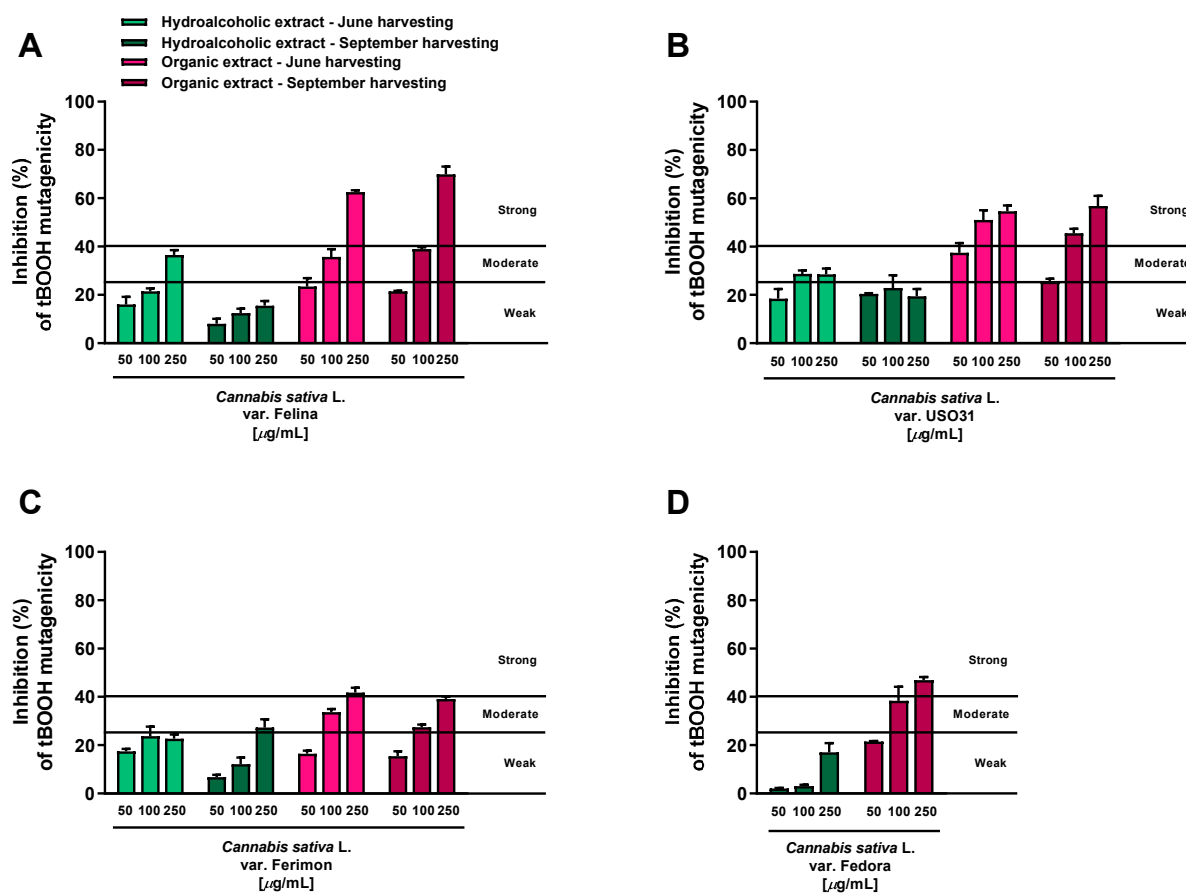 A
Hydroalcoholic extract - June harvesting
Hydroalcoholic extract - September harvesting
Organic extract - June harvesting
Organic extract - September harvesting
Inhibition (%)
of tBOOH mutagenicity
100
80
60
40
20
0
Strong
Moderate
Weak
50 100 250 50 100 250 50 100 250 50 100 250
Cannabis sativa L.
var. Felina
[µg/mL]
B
Inhibition (%)
of tBOOH mutagenicity
100
80
60
40
20
0
Strong
Moderate
Weak
50 100 250 50 100 250 50 100 250 50 100 250
Cannabis sativa L.
var. USO31
[µg/mL]
C
Inhibition (%)
of tBOOH mutagenicity
100
80
60
40
20
0
Strong
Moderate
Weak
50 100 250 50 100 250 50 100 250 50 100 250
Cannabis sativa L.
var. Ferimon
[µg/mL]
D
Inhibition (%)
of tBOOH mutagenicity
100
80
60
40
20
0
Strong
Moderate
Weak
50 100 250 50 100 250
Cannabis sativa L.
var. Fedora
[µg/mL]